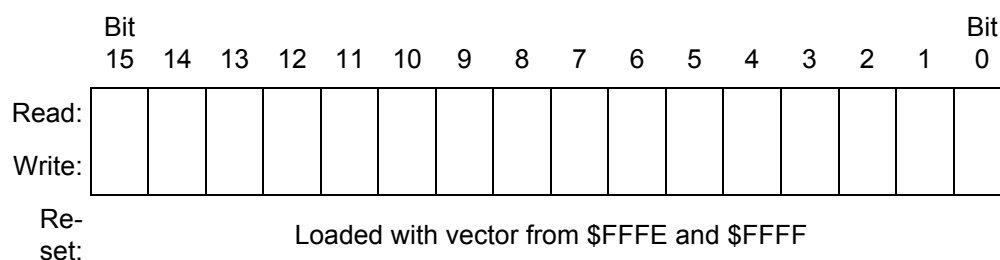 Bit Bit
15 14 13 12 11 10 9 8 7 6 5 4 3 2 1 0
Read:
Write:
Re-
set:
Loaded with vector from $FFFE and $FFFF